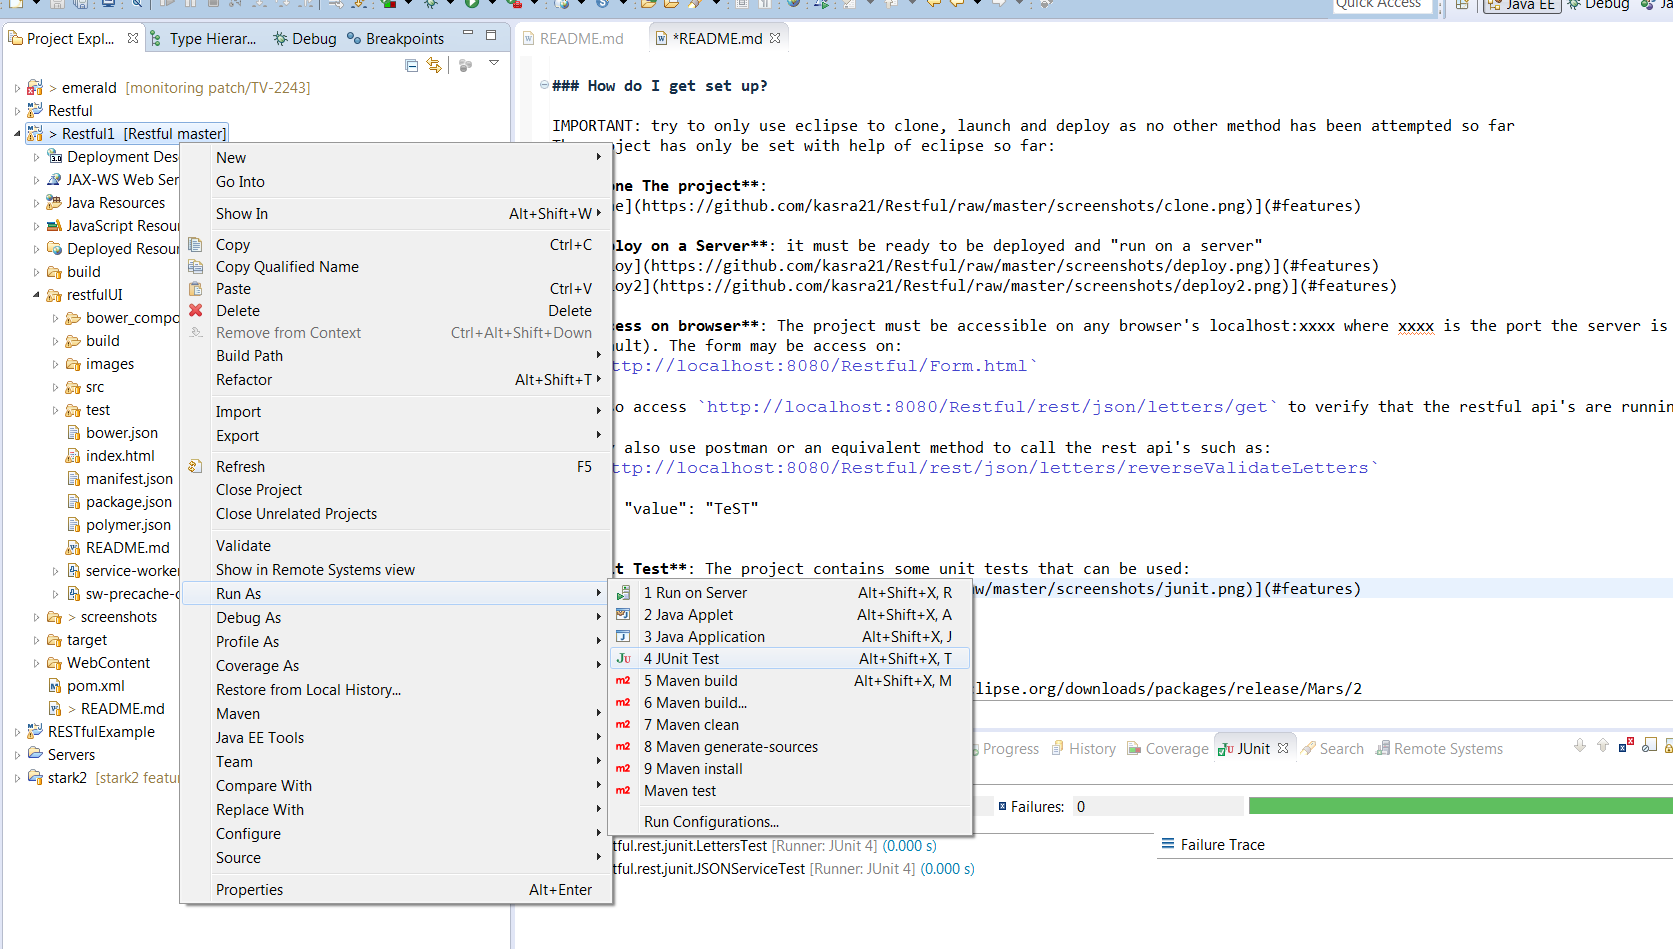 Quick Access
Java EE
Debug
Project Expl...
Type Hierar...
Debug
Breakpoints
README.md
*README.md
> emerald [monitoring patch/TV-2243]
Restful
> Restful1 [Restful master]
Deployment Des
JAX-WS Web Ser
Java Resources
JavaScript Resou
Deployed Resour
build
restfulUI
bower_compo
build
images
src
test
bower.json
index.html
manifest.json
package.json
polymer.json
README.md
service-worker
sw-precache-c
> screenshots
target
WebContent
pom.xml
> README.md
RESTfulExample
Servers
stark2 [stark2 featu
New
Go Into
Show In Alt+Shift+W
Copy Ctrl+C
Copy Qualified Name
Paste Ctrl+V
Delete Delete
Remove from Context Ctrl+Alt+Shift+Down
Build Path
Refactor Alt+Shift+T
Import
Export
Refresh F5
Close Project
Close Unrelated Projects
Validate
Show in Remote Systems view
Run As
Debug As
Profile As
Coverage As
Restore from Local History...
Maven
Java EE Tools
Team
Compare With
Replace With
Configure
Source
Properties Alt+Enter
1 Run on Server Alt+Shift+X, R
2 Java Applet Alt+Shift+X, A
3 Java Application Alt+Shift+X, J
4 JUnit Test Alt+Shift+X, T
5 Maven build Alt+Shift+X, M
6 Maven build...
7 Maven clean
8 Maven generate-sources
9 Maven install
Maven test
Run Configurations...
### How do I get set up?
IMPORTANT: try to only use eclipse to clone, launch and deploy as no other method has been attempted so far
oject has only be set with help of eclipse so far:
ne The project**:
e](https://github.com/kasra21/Restful/raw/master/screenshots/clone.png)](#features)
loy on a Server**: it must be ready to be deployed and "run on a server"
oy](https://github.com/kasra21/Restful/raw/master/screenshots/deploy.png)](#features)
oy2](https://github.com/kasra21/Restful/raw/master/screenshots/deploy2.png)](#features)
ess on browser**: The project must be accessible on any browser's localhost:xxxx where xxxx is the port the server is
ult). The form may be access on:
ttp://localhost:8080/Restful/Form.html`
o access `http://localhost:8080/Restful/rest/json/letters/get` to verify that the restful api's are runnin
also use postman or an equivalent method to call the rest api's such as:
ttp://localhost:8080/Restful/rest/json/letters/reverseValidateLetters`
"value": "TeST"
t Test**: The project contains some unit tests that can be used:
w/master/screenshots/junit.png)](#features)
clipse.org/downloads/packages/release/Mars/2
Progress
History
Coverage
JUnit
Search
Remote Systems
Failures: 0
tful.rest.junit.LettersTest [Runner: JUnit 4] (0.000 s)
tful.rest.junit.JSONServiceTest [Runner: JUnit 4] (0.000 s)
Failure Trace